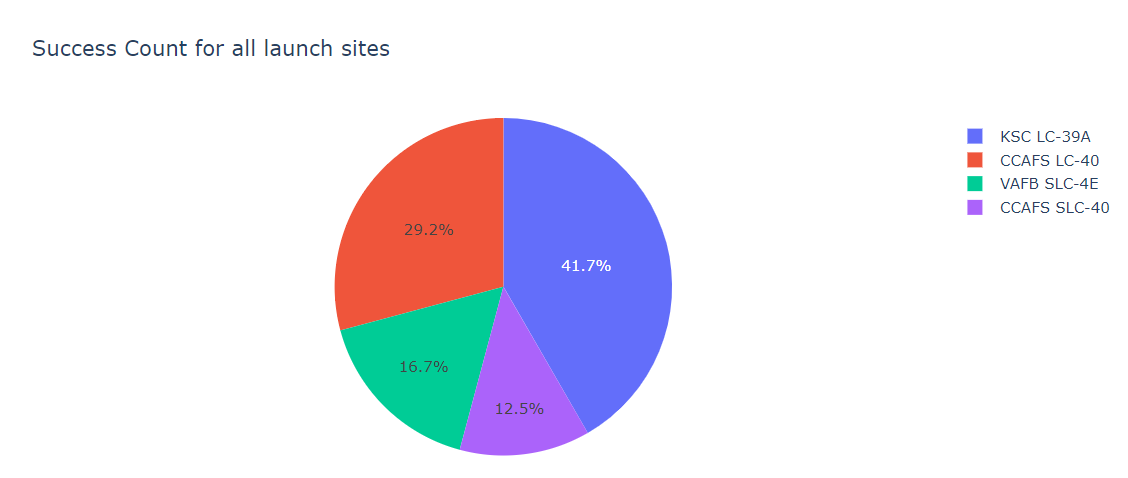 Success Count for all launch sites
KSC LC-39A
CCAFS LC-40
VAFB SLC-4E
CCAFS SLC-40
29.2%
41.7%
16.7%
12.5%